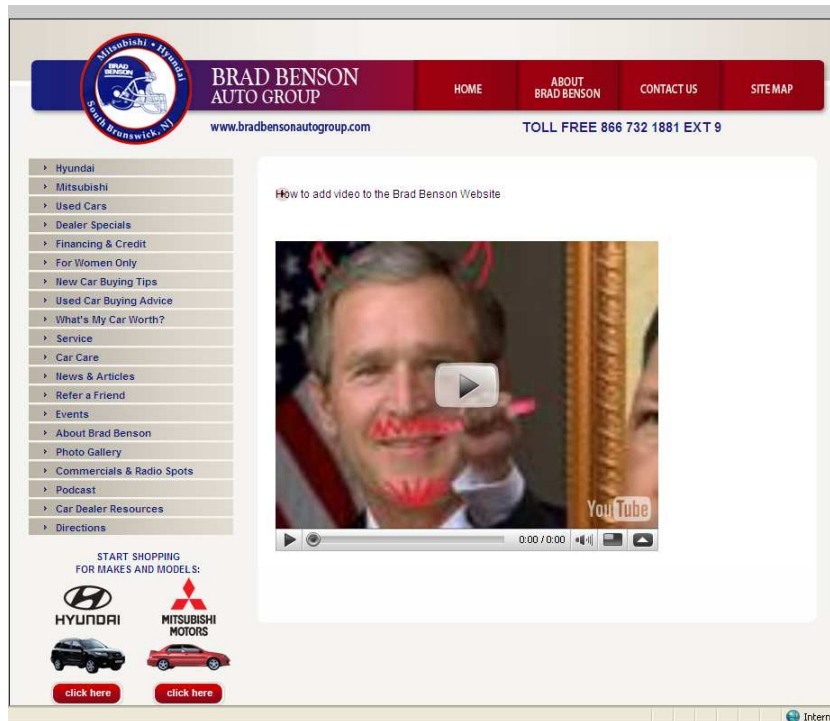 Mitsubishi • Hyundai
BRAD
BENSON
South Brunswick, NJ
BRAD BENSON
AUTO GROUP
HOME
ABOUT
BRAD BENSON
CONTACT US
SITE MAP
www.bradbensonautogroup.com
TOLL FREE 866 732 1881 EXT 9
Hyundai
Mitsubishi
Used Cars
Dealer Specials
Financing & Credit
For Women Only
New Car Buying Tips
Used Car Buying Advice
What's My Car Worth?
Service
Car Care
News & Articles
Refer a Friend
Events
About Brad Benson
Photo Gallery
Commercials & Radio Spots
Podcast
Car Dealer Resources
Directions
START SHOPPING
FOR MAKES AND MODELS:
HYUNDAI
MITSUBISHI
MOTORS
click here
click here
How to add video to the Brad Benson Website
YouTube
0:00 / 0:00
Intern